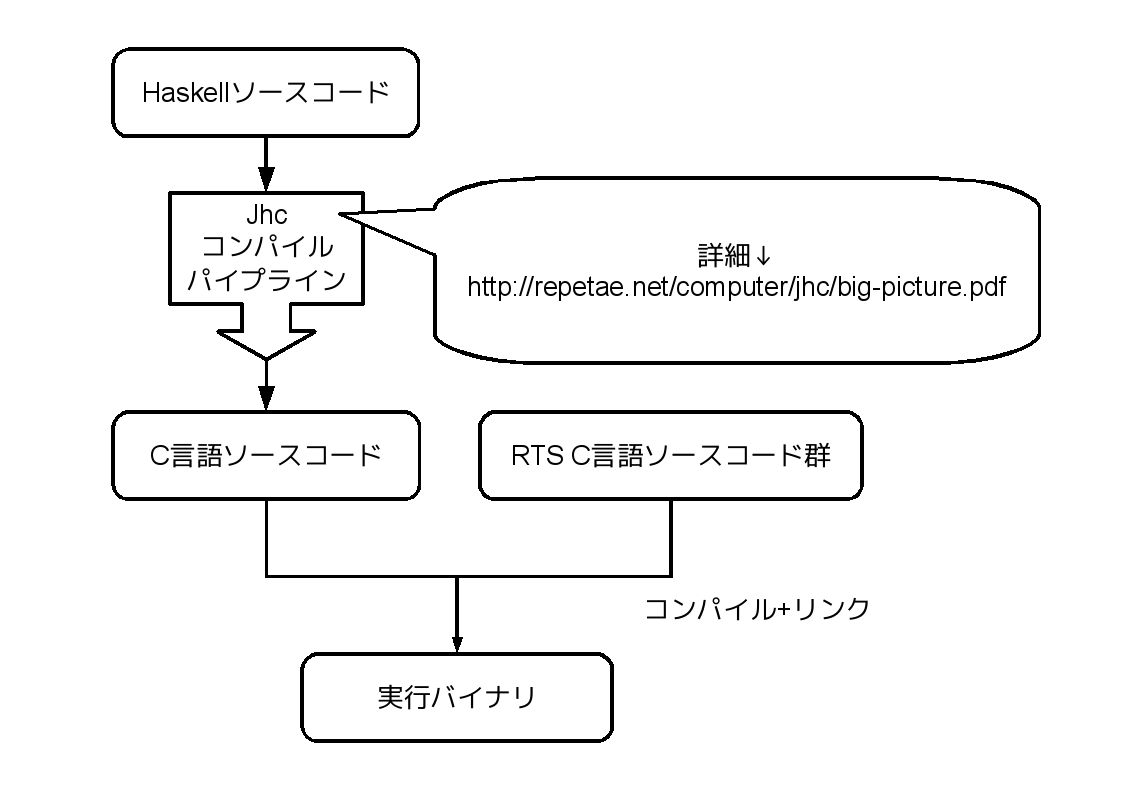 Haskellソースコード
Jhc
コンパイル
パイプライン
詳細↓
http://repetae.net/computer/jhc/big-picture.pdf
C言語ソースコード
RTS C言語ソースコード群
コンパイル+リンク
実行バイナリ